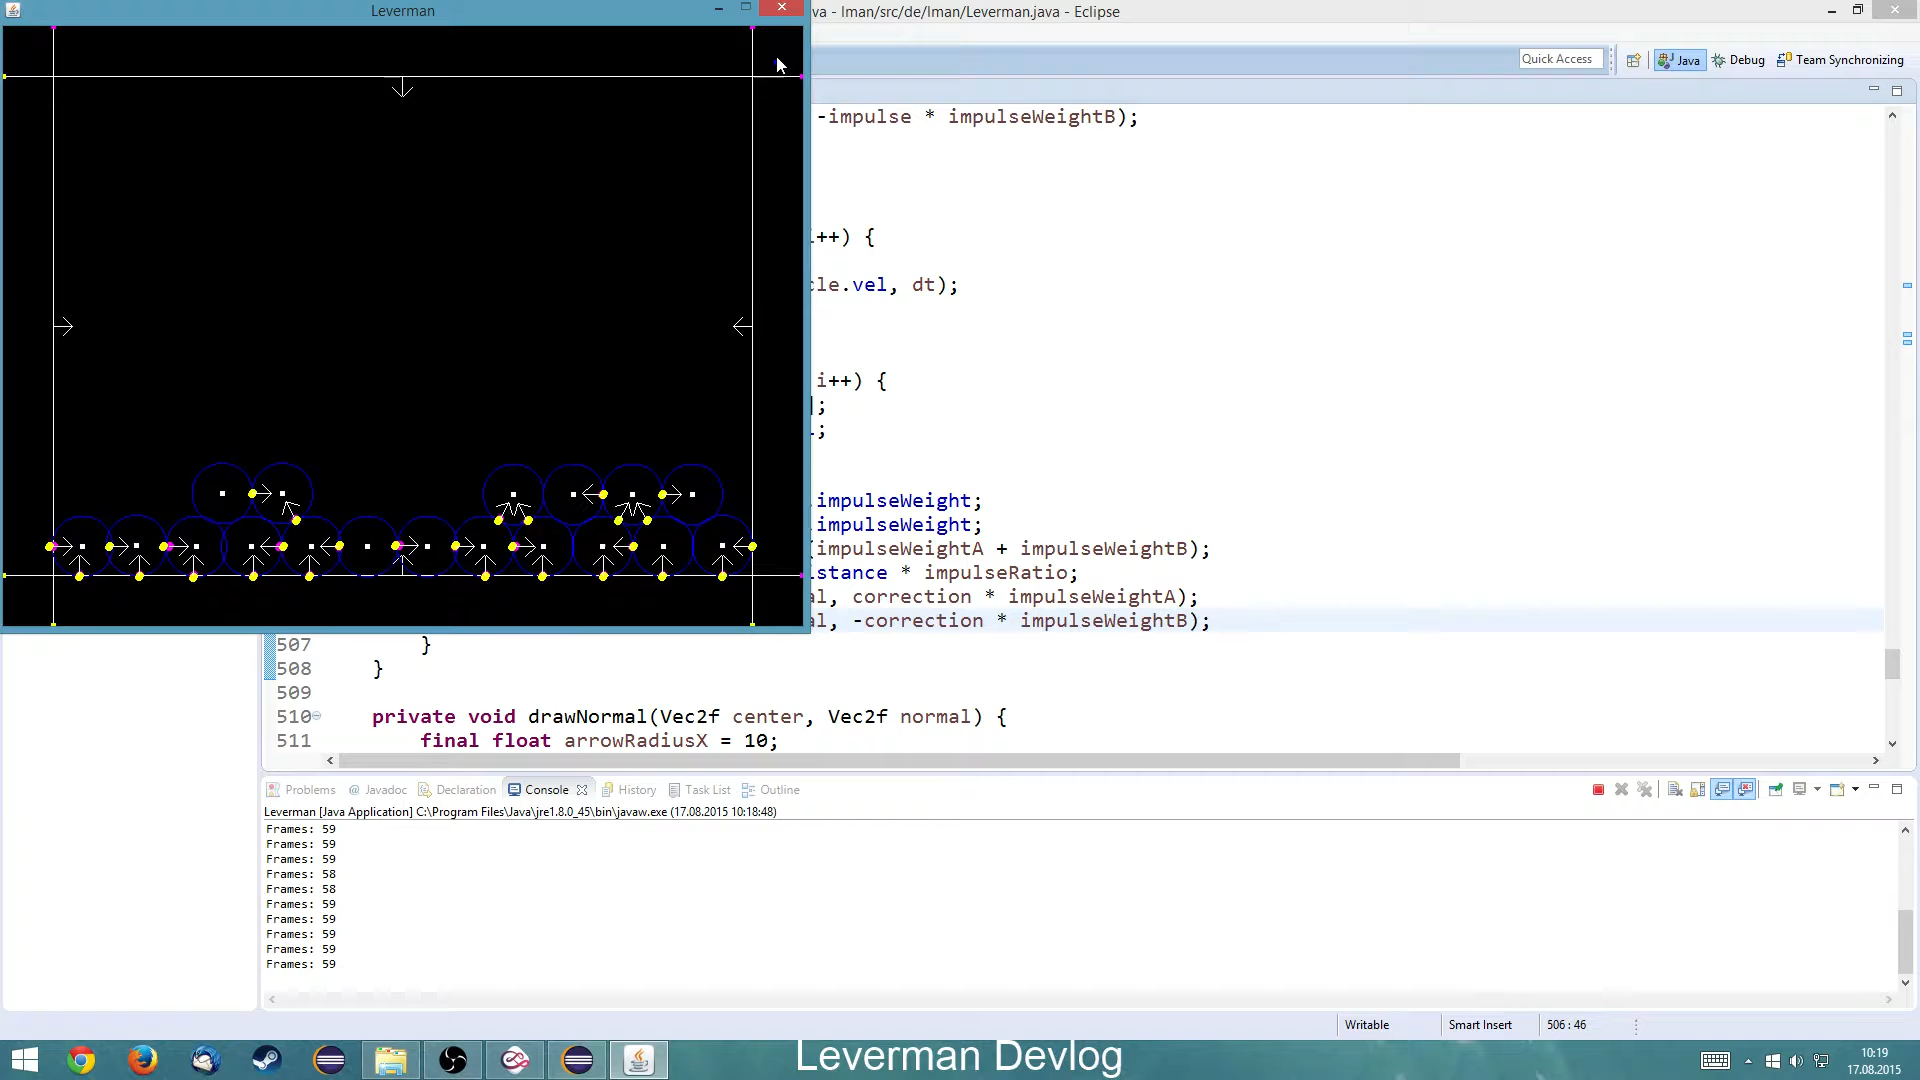 Leverman
va - lman/src/de/lman/Leverman.java - Eclipse
Quick Access
Java
Debug
Team Synchronizing
-impulse * impulseWeightB);
++) {
cle.vel, dt);
i++) {
];
;
impulseWeight;
impulseWeight;
(impulseWeightA + impulseWeightB);
istance * impulseRatio;
al, correction * impulseWeightA);
al, -correction * impulseWeightB);
507 }
508 }
509
510 private void drawNormal(Vec2f center, Vec2f normal) {
511 final float arrowRadiusX = 10;
Problems @ Javadoc Declaration Console History Task List Outline
Leverman [Java Application] C:\Program Files\Java\jre1.8.0_45\bin\javaw.exe (17.08.2015 10:18:48)
Frames: 59
Frames: 59
Frames: 59
Frames: 58
Frames: 58
Frames: 59
Frames: 59
Frames: 59
Frames: 59
Frames: 59
Writable
Smart Insert
506 : 46
Leverman Devlog
10:19
17.08.2015